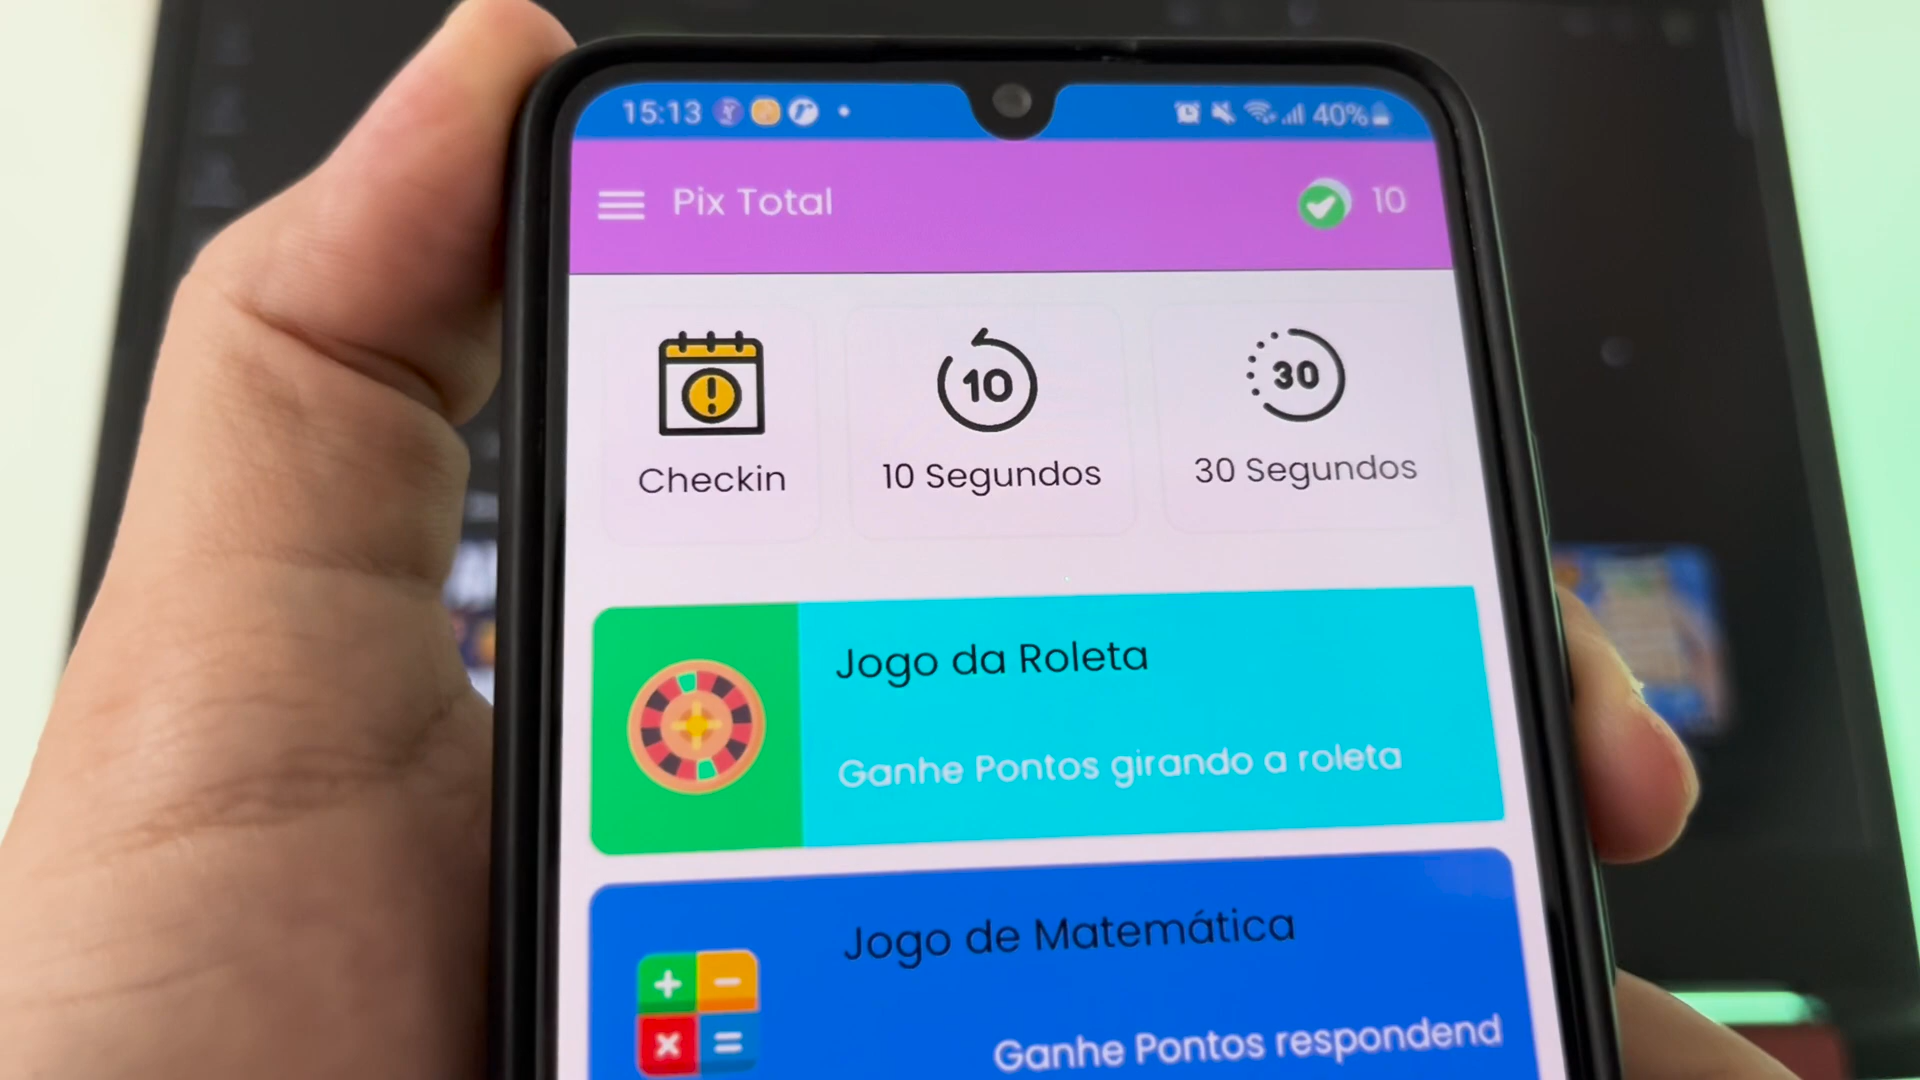 15:13
40%
Pix Total
10
Checkin
10
10 Segundos
30
30 Segundos
Jogo da Roleta
Ganhe Pontos girando a roleta
Jogo de Matemática
Ganhe Pontos respondend